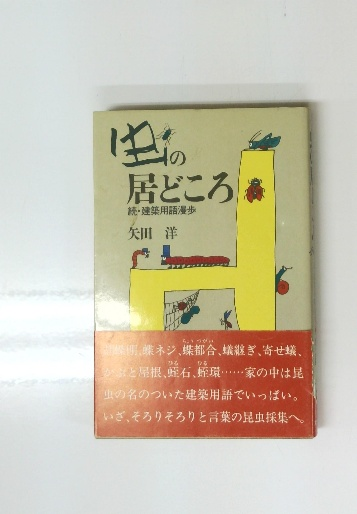 虫の
居どころ
続・建築用語漫歩
矢田 洋
蝶ネジ、蝶都合、蟻継ぎ、寄せ蟻、
かぶと屋根、蛭石、蛭環……家の中は昆
虫の名のついた建築用語でいっぱい。
いざ、そろりそろりと言葉の昆虫採集へ。